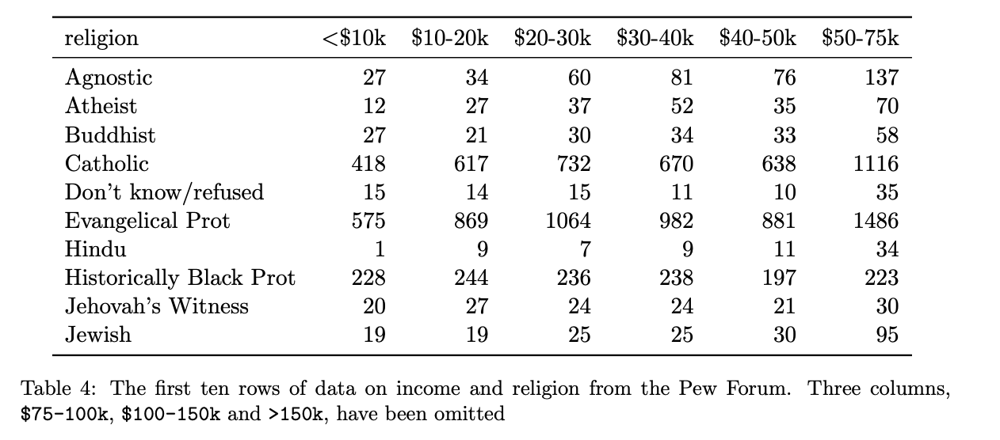 religion <$10k $10-20k $20-30k $30-40k $40-50k $50-75k
Agnostic 27 34 60 81 76 137
Atheist 12 27 37 52 35 70
Buddhist 27 21 30 34 33 58
Catholic 418 617 732 670 638 1116
Don’t know/refused 15 14 15 11 10 35
Evangelical Prot 575 869 1064 982 881 1486
Hindu 1 9 7 9 11 34
Historically Black Prot 228 244 236 238 197 223
Jehovah’s Witness 20 27 24 24 21 30
Jewish 19 19 25 25 30 95
Table 4: The first ten rows of data on income and religion from the Pew Forum. Three columns,
$75-100k, $100-150k and >150k, have been omitted